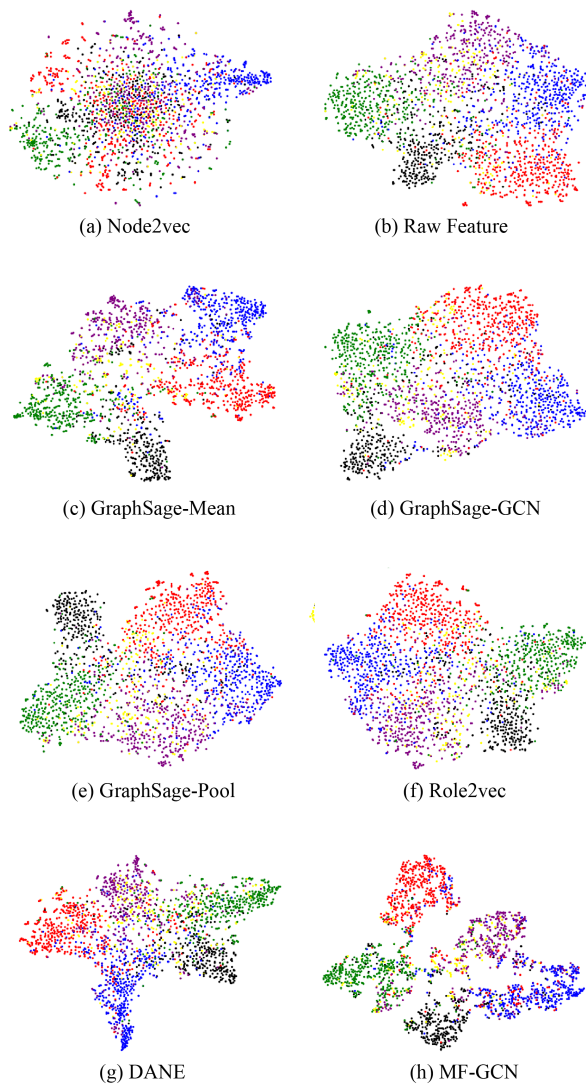 (a) Node2vec
(b) Raw Feature
(c) GraphSage-Mean
(d) GraphSage-GCN
(e) GraphSage-Pool
(f) Role2vec
(g) DANE
(h) MF-GCN